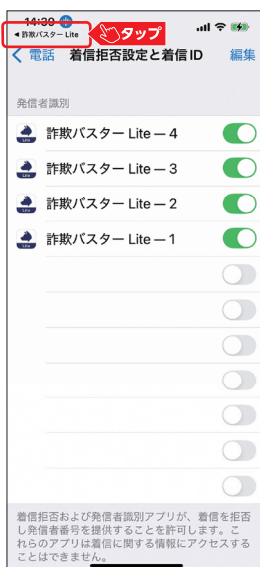 14:39
◀ 詐欺バスター Lite
タップ
電話 着信拒否設定と着信ID 編集
発信者識別
詐欺バスター Lite — 4
詐欺バスター Lite — 3
詐欺バスター Lite — 2
詐欺バスター Lite — 1
着信拒否および発信者識別アプリが、着信を拒否
し発信者番号を提供することを許可します。こ
れらのアプリは着信に関する情報にアクセスする
ことはできません。